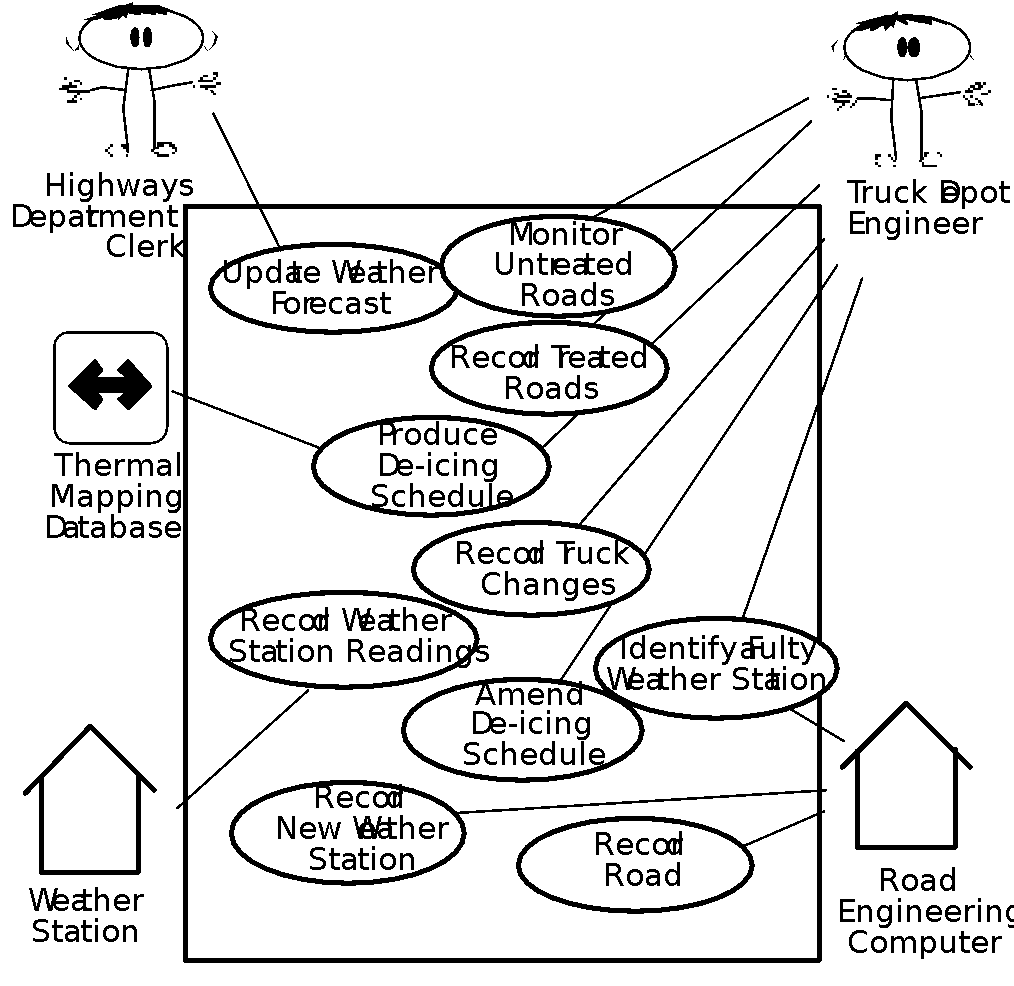 Highways
Department
Clerk
Truck Depot
Engineer
Update Weather
Forecast
Monitor
Untreated
Roads
Record Treated
Roads
Thermal
Mapping
Database
Produce
De-icing
Schedule
Record Truck
Changes
Record Weather
Station Readings
Identify Faulty
Weather Station
Amend
De-icing
Schedule
Record
New Weather
Station
Record
Road
Weather
Station
Road
Engineering
Computer